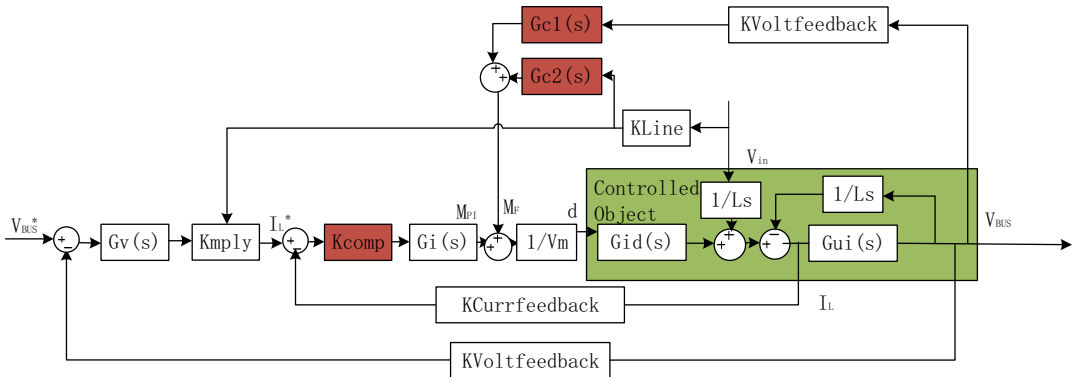 Gc1(s)
KVoltfeedback
+
+
Gc2(s)
KLine
Vin
Controlled
Object
1/Ls
1/Ls
VBUS*
+
−
Gv(s)
Kmply
IL*
+
−
Kcomp
Gi(s)
MPI
MF
+
+
1/Vm
d
Gid(s)
+
+
−
+
Gui(s)
VBUS
KCurrfeedback
IL
KVoltfeedback